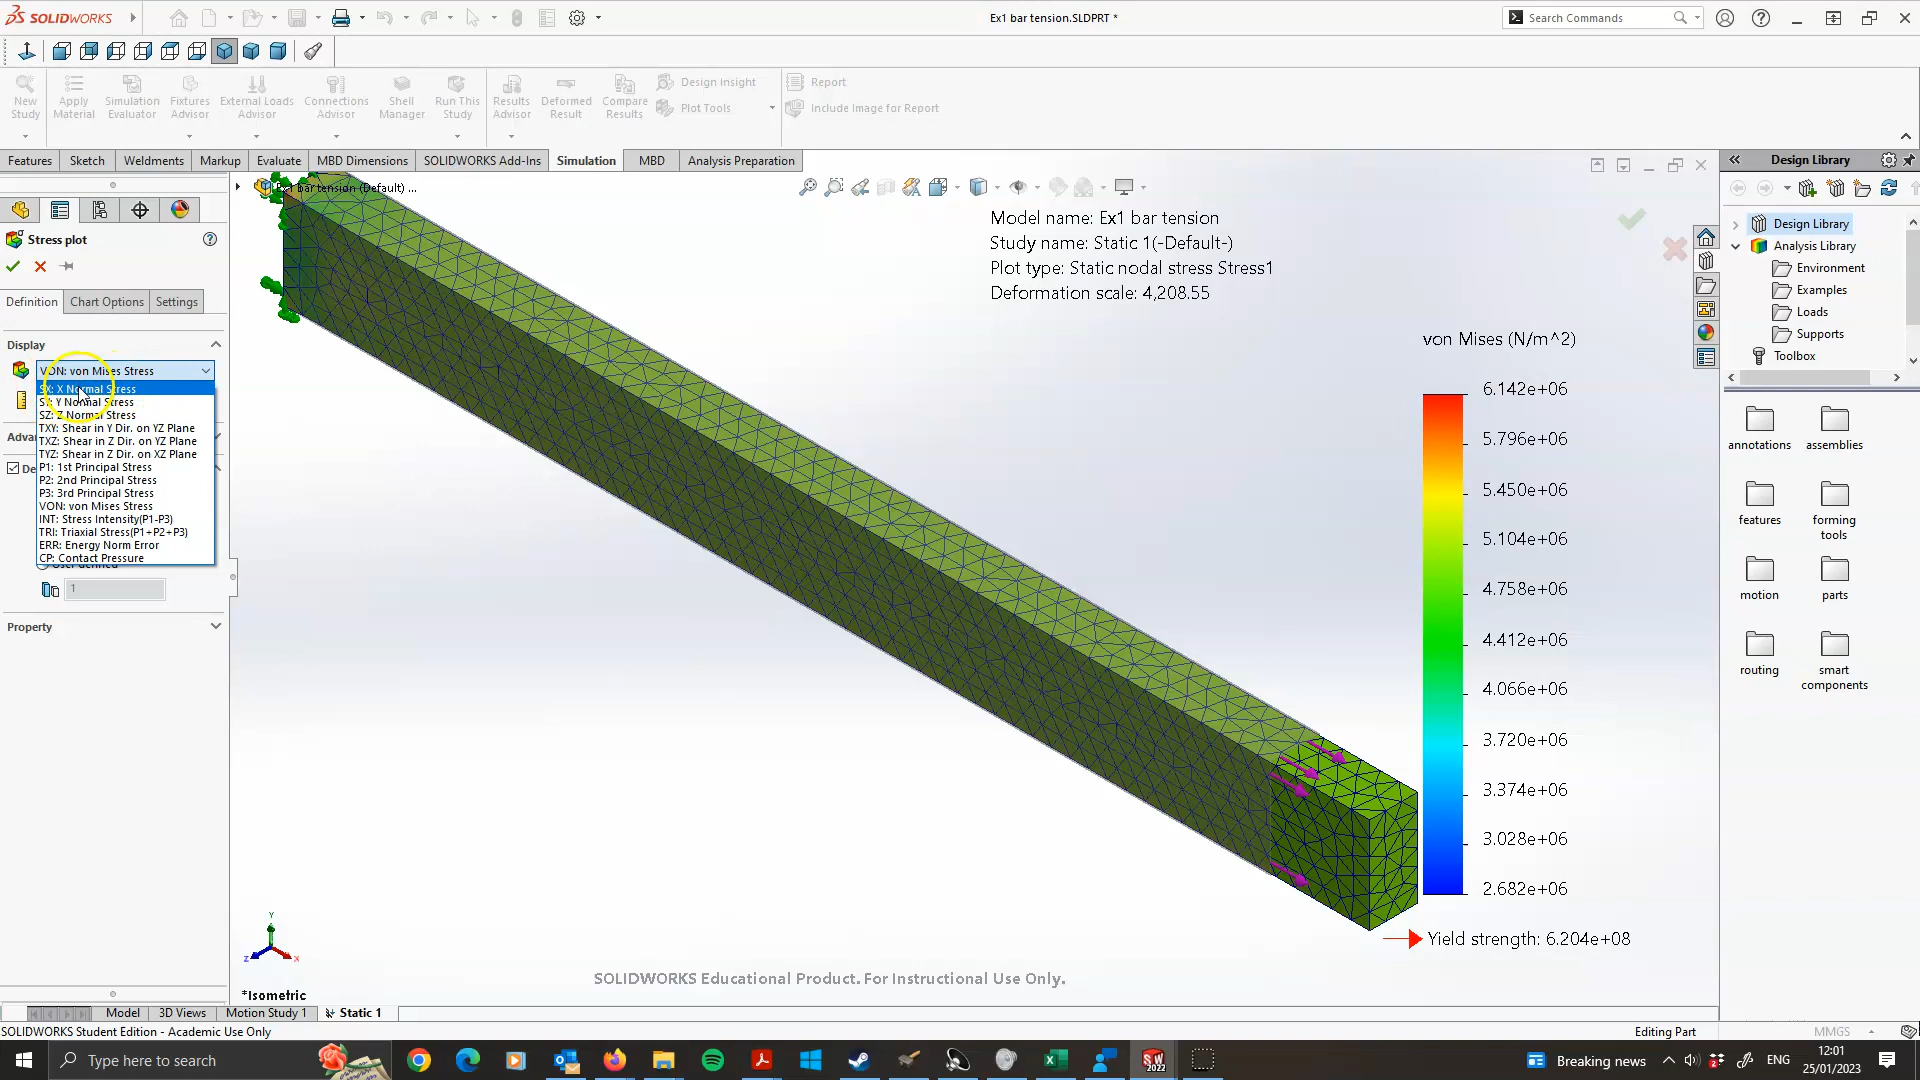 SOLIDWORKS
Ex1 bar tension.SLDPRT *
Search Commands
New Study
Apply Material
Simulation Evaluator
Fixtures Advisor
External Loads Advisor
Connections Advisor
Shell Manager
Run This Study
Results Advisor
Deformed Result
Compare Results
Design Insight
Plot Tools
Report
Include Image for Report
Features
Sketch
Weldments
Markup
Evaluate
MBD Dimensions
SOLIDWORKS Add-Ins
Simulation
MBD
Analysis Preparation
Design Library
Ex1 bar tension (Default) ...
Stress plot
Definition
Chart Options
Settings
Display
VON: von Mises Stress
SX: X Normal Stress
SY: Y Normal Stress
SZ: Z Normal Stress
TXY: Shear in Y Dir. on YZ Plane
TXZ: Shear in Z Dir. on YZ Plane
TYZ: Shear in Z Dir. on XZ Plane
P1: 1st Principal Stress
P2: 2nd Principal Stress
P3: 3rd Principal Stress
VON: von Mises Stress
INT: Stress Intensity(P1-P3)
TRI: Triaxial Stress(P1+P2+P3)
ERR: Energy Norm Error
CP: Contact Pressure
1
Property
Model name: Ex1 bar tension
Study name: Static 1(-Default-)
Plot type: Static nodal stress Stress1
Deformation scale: 4,208.55
von Mises (N/m^2)
6.142e+06
5.796e+06
5.450e+06
5.104e+06
4.758e+06
4.412e+06
4.066e+06
3.720e+06
3.374e+06
3.028e+06
2.682e+06
Yield strength: 6.204e+08
Design Library
Analysis Library
Environment
Examples
Loads
Supports
Toolbox
annotations
assemblies
features
forming tools
motion
parts
routing
smart components
Y
Z
X
*Isometric
SOLIDWORKS Educational Product. For Instructional Use Only.
Model
3D Views
Motion Study 1
Static 1
SOLIDWORKS Student Edition - Academic Use Only
Editing Part
MMGS
Type here to search
SW 2022
Breaking news
ENG
12:01
25/01/2023